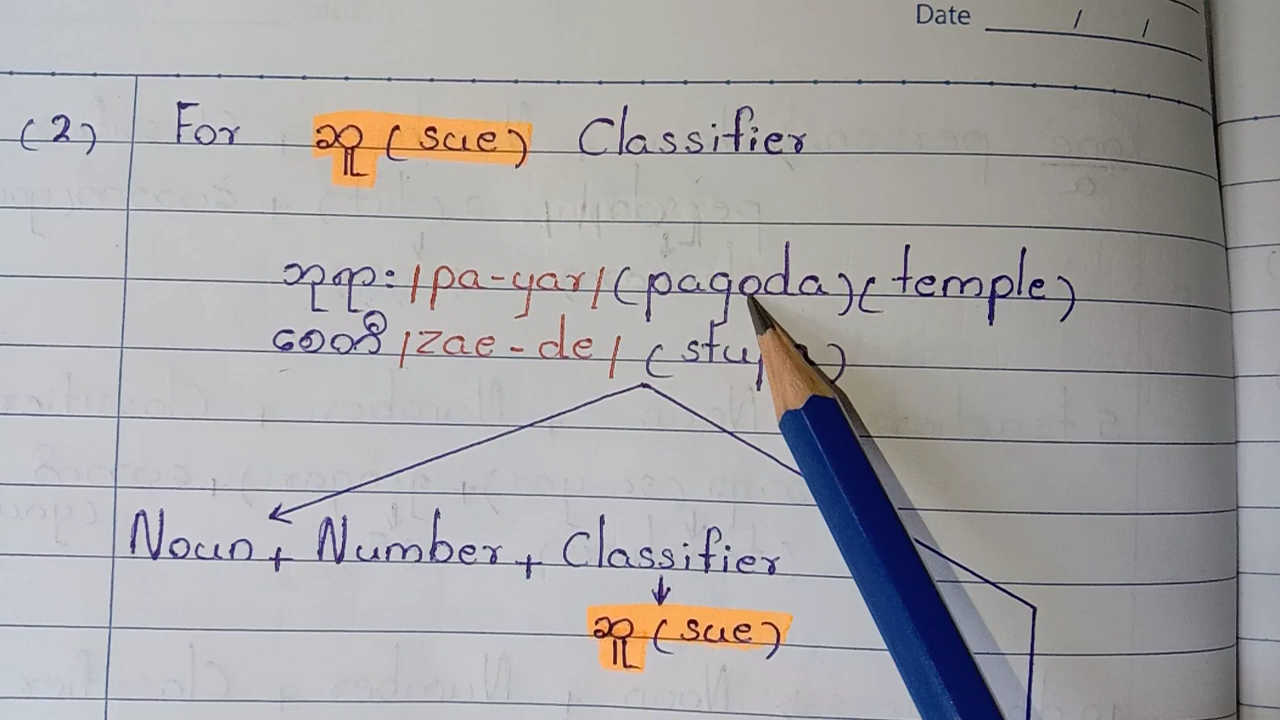 Date / /
(2) For ဆူ (sue) Classifier
ဘုရား /pa-yar/ (pagoda) (temple)
စေတီ /zae-de/ (stupa)
Noun + Number + Classifier
ဆူ (sue)